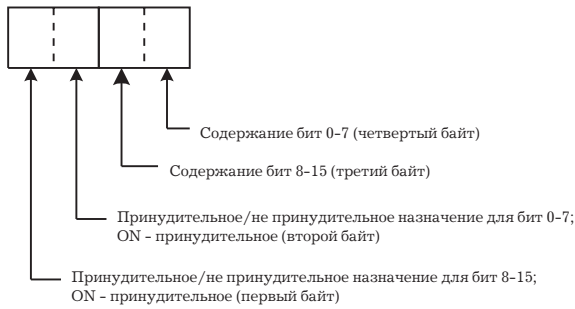 Содержание бит 0-7 (четвертый байт)
Содержание бит 8-15 (третий байт)
Принудительное/не принудительное назначение для бит 0-7;
ON - принудительное (второй байт)
Принудительное/не принудительное назначение для бит 8-15;
ON - принудительное (первый байт)